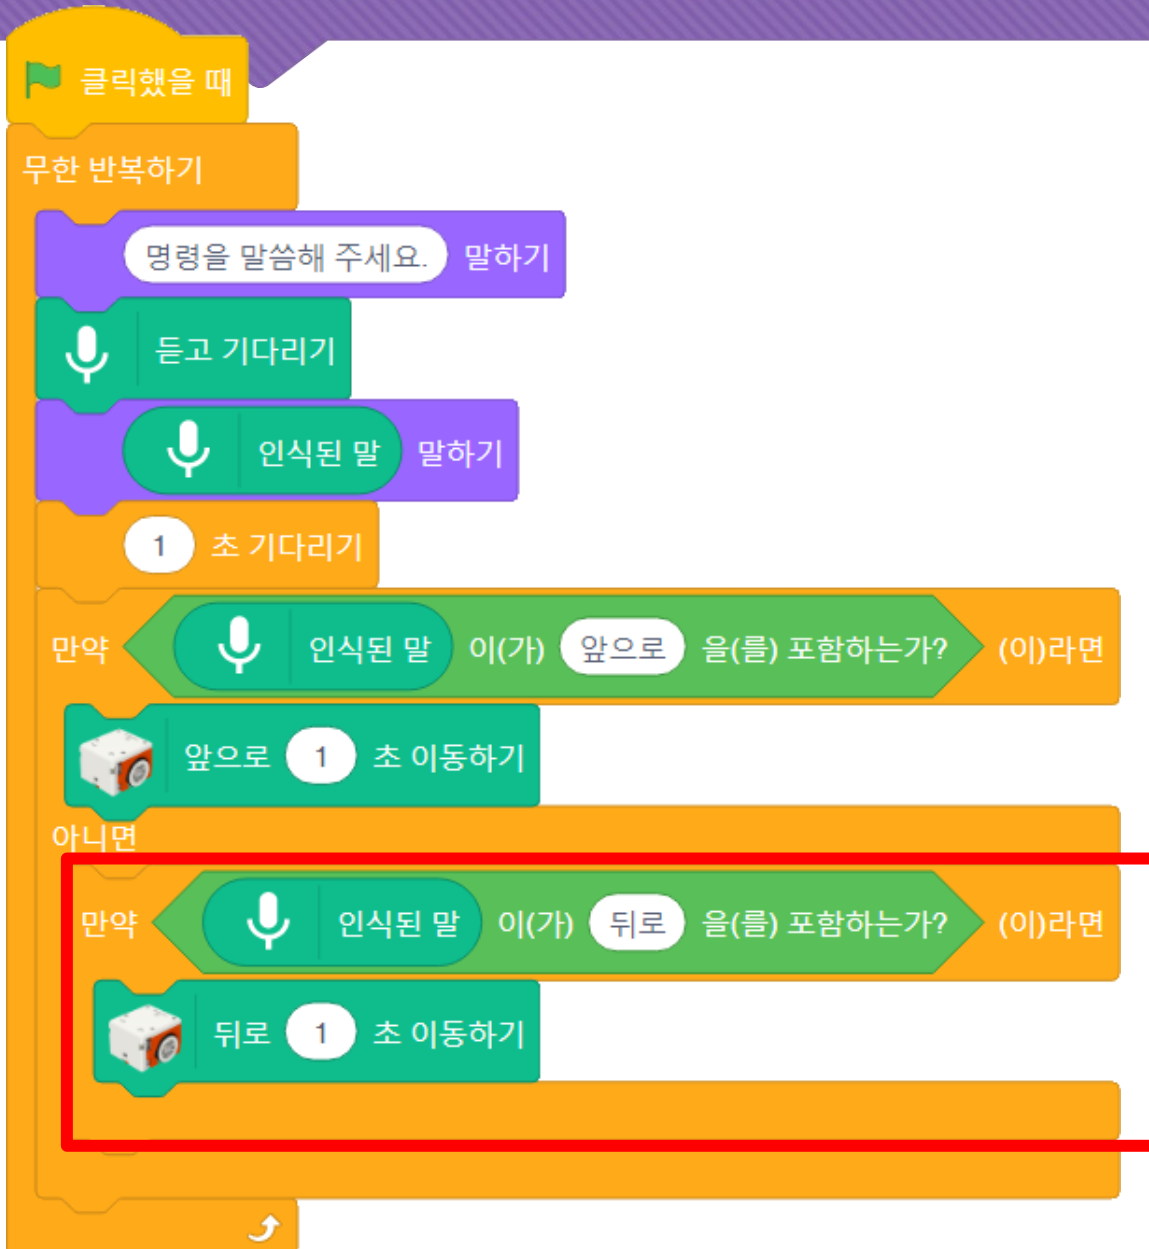 클릭했을 때
무한 반복하기
명령을 말씀해 주세요. 말하기
듣고 기다리기
인식된 말 말하기
1 초 기다리기
만약 인식된 말 이(가) 앞으로 을(를) 포함하는가? (이)라면
앞으로 1 초 이동하기
아니면
만약 인식된 말 이(가) 뒤로 을(를) 포함하는가? (이)라면
뒤로 1 초 이동하기